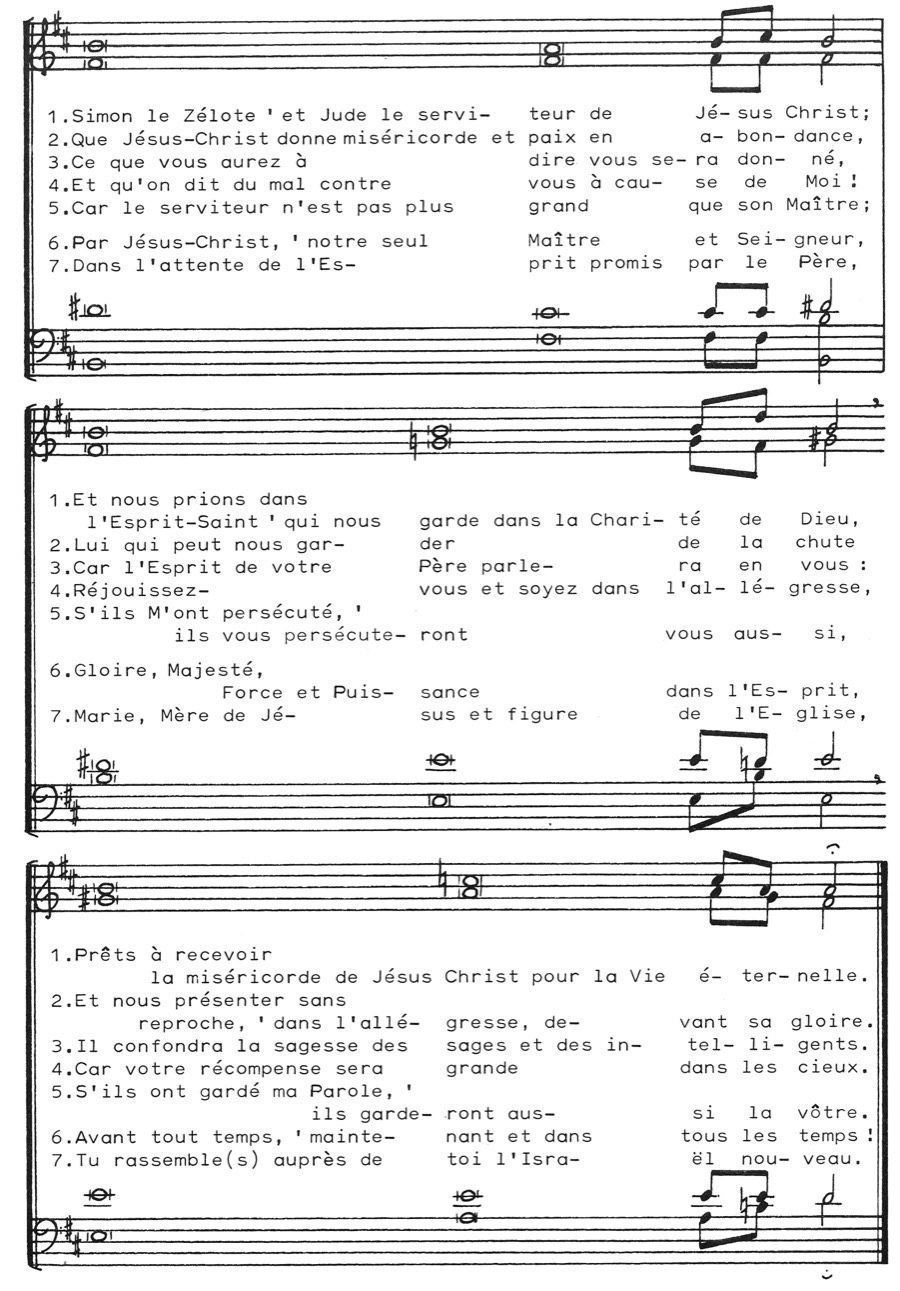 1.Simon le Zélote ' et Jude le servi- teur de Jé- sus Christ;
2.Que Jésus-Christ donne miséricorde et paix en a- bon- dance,
3.Ce que vous aurez à dire vous se- ra don- né,
4.Et qu'on dit du mal contre vous à cau- se de Moi !
5.Car le serviteur n'est pas plus grand que son Maître;
6.Par Jésus-Christ, ' notre seul Maître et Sei- gneur,
7.Dans l'attente de l'Es- prit promis par le Père,
1.Et nous prions dans
l'Esprit-Saint ' qui nous garde dans la Chari- té de Dieu,
2.Lui qui peut nous gar- der de la chute
3.Car l'Esprit de votre Père parle- ra en vous :
4.Réjouissez- vous et soyez dans l'al- lé- gresse,
5.S'ils M'ont persécuté, '
ils vous persécute- ront vous aus- si,
6.Gloire, Majesté,
Force et Puis- sance dans l'Es- prit,
7.Marie, Mère de Jé- sus et figure de l'E- glise,
1.Prêts à recevoir
la miséricorde de Jésus Christ pour la Vie é- ter- nelle.
2.Et nous présenter sans
reproche, ' dans l'allé- gresse, de- vant sa gloire.
3.Il confondra la sagesse des sages et des in- tel- li- gents.
4.Car votre récompense sera grande dans les cieux.
5.S'ils ont gardé ma Parole, '
ils garde- ront aus- si la vôtre.
6.Avant tout temps, ' mainte- nant et dans tous les temps !
7.Tu rassemble(s) auprès de toi l'Isra- ël nou- veau.